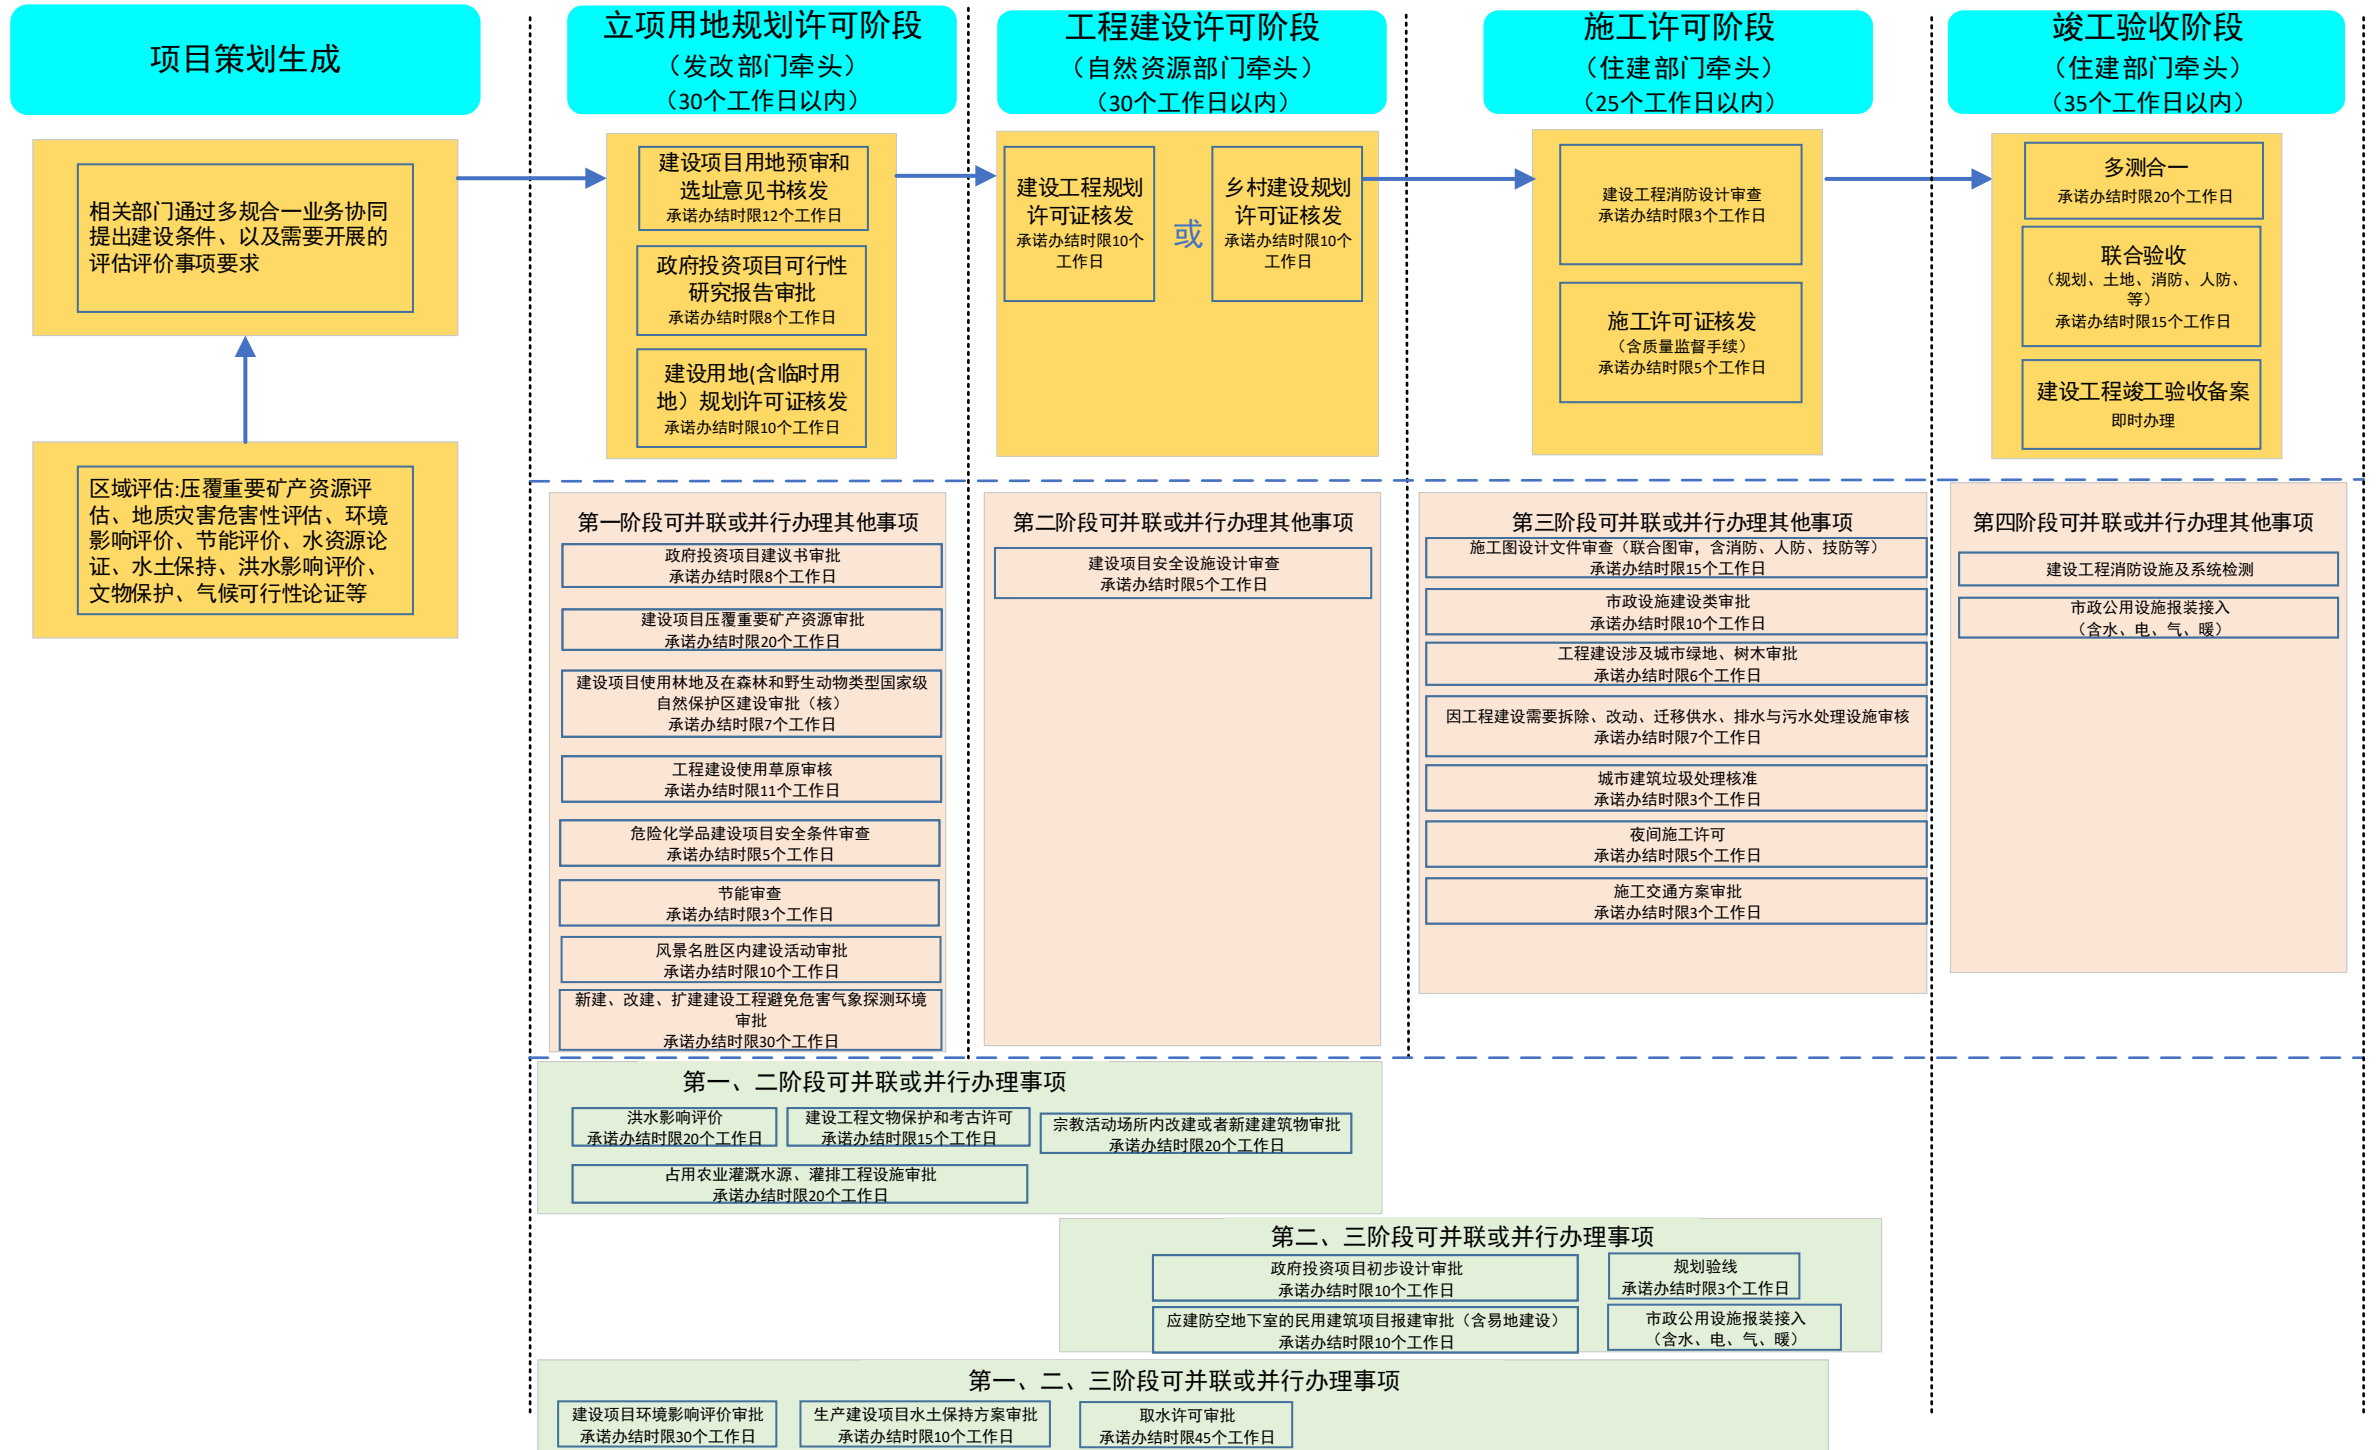 项目策划生成
立项用地规划许可阶段
（发改部门牵头）
（30个工作日以内）
工程建设许可阶段
（自然资源部门牵头）
（30个工作日以内）
施工许可阶段
（住建部门牵头）
（25个工作日以内）
竣工验收阶段
（住建部门牵头）
（35个工作日以内）
相关部门通过多规合一业务协同
提出建设条件、以及需要开展的
评估评价事项要求
区域评估:压覆重要矿产资源评
估、地质灾害危害性评估、环境
影响评价、节能评价、水资源论
证、水土保持、洪水影响评价、
文物保护、气候可行性论证等
建设项目用地预审和
选址意见书核发
承诺办结时限12个工作日
政府投资项目可行性
研究报告审批
承诺办结时限8个工作日
建设用地(含临时用
地）规划许可证核发
承诺办结时限10个工作日
建设工程规划
许可证核发
承诺办结时限10个
工作日
或
乡村建设规划
许可证核发
承诺办结时限10个
工作日
建设工程消防设计审查
承诺办结时限3个工作日
施工许可证核发
（含质量监督手续）
承诺办结时限5个工作日
多测合一
承诺办结时限20个工作日
联合验收
（规划、土地、消防、人防、
等）
承诺办结时限15个工作日
建设工程竣工验收备案
即时办理
第一阶段可并联或并行办理其他事项
政府投资项目建议书审批
承诺办结时限8个工作日
建设项目压覆重要矿产资源审批
承诺办结时限20个工作日
建设项目使用林地及在森林和野生动物类型国家级
自然保护区建设审批（核）
承诺办结时限7个工作日
工程建设使用草原审核
承诺办结时限11个工作日
危险化学品建设项目安全条件审查
承诺办结时限5个工作日
节能审查
承诺办结时限3个工作日
风景名胜区内建设活动审批
承诺办结时限10个工作日
新建、改建、扩建建设工程避免危害气象探测环境
审批
承诺办结时限30个工作日
第二阶段可并联或并行办理其他事项
建设项目安全设施设计审查
承诺办结时限5个工作日
第三阶段可并联或并行办理其他事项
施工图设计文件审查（联合图审，含消防、人防、技防等）
承诺办结时限15个工作日
市政设施建设类审批
承诺办结时限10个工作日
工程建设涉及城市绿地、树木审批
承诺办结时限6个工作日
因工程建设需要拆除、改动、迁移供水、排水与污水处理设施审核
承诺办结时限7个工作日
城市建筑垃圾处理核准
承诺办结时限3个工作日
夜间施工许可
承诺办结时限5个工作日
施工交通方案审批
承诺办结时限3个工作日
第四阶段可并联或并行办理其他事项
建设工程消防设施及系统检测
市政公用设施报装接入
（含水、电、气、暖）
第一、二阶段可并联或并行办理事项
洪水影响评价
承诺办结时限20个工作日
建设工程文物保护和考古许可
承诺办结时限15个工作日
宗教活动场所内改建或者新建建筑物审批
承诺办结时限20个工作日
占用农业灌溉水源、灌排工程设施审批
承诺办结时限20个工作日
第二、三阶段可并联或并行办理事项
政府投资项目初步设计审批
承诺办结时限10个工作日
规划验线
承诺办结时限3个工作日
应建防空地下室的民用建筑项目报建审批（含易地建设）
承诺办结时限10个工作日
市政公用设施报装接入
（含水、电、气、暖）
第一、二、三阶段可并联或并行办理事项
建设项目环境影响评价审批
承诺办结时限30个工作日
生产建设项目水土保持方案审批
承诺办结时限10个工作日
取水许可审批
承诺办结时限45个工作日